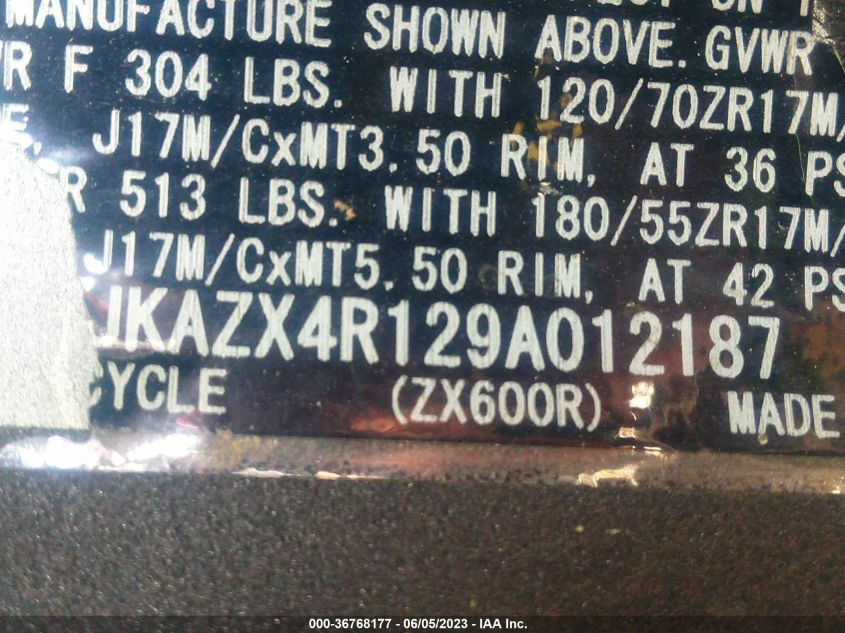 MANUFACTURE SHOWN ABOVE. GVWR
F 304 LBS. WITH 120/70ZR17M/
J17M/CxMT3.50 RIM, AT 36 PS
513 LBS. WITH 180/55ZR17M/
J17M/CxMT5.50 RIM, AT 42 PS
JKAZX4R129A012187
CYCLE (ZX600R) MADE
000-36768177 - 06/05/2023 - IAA Inc.